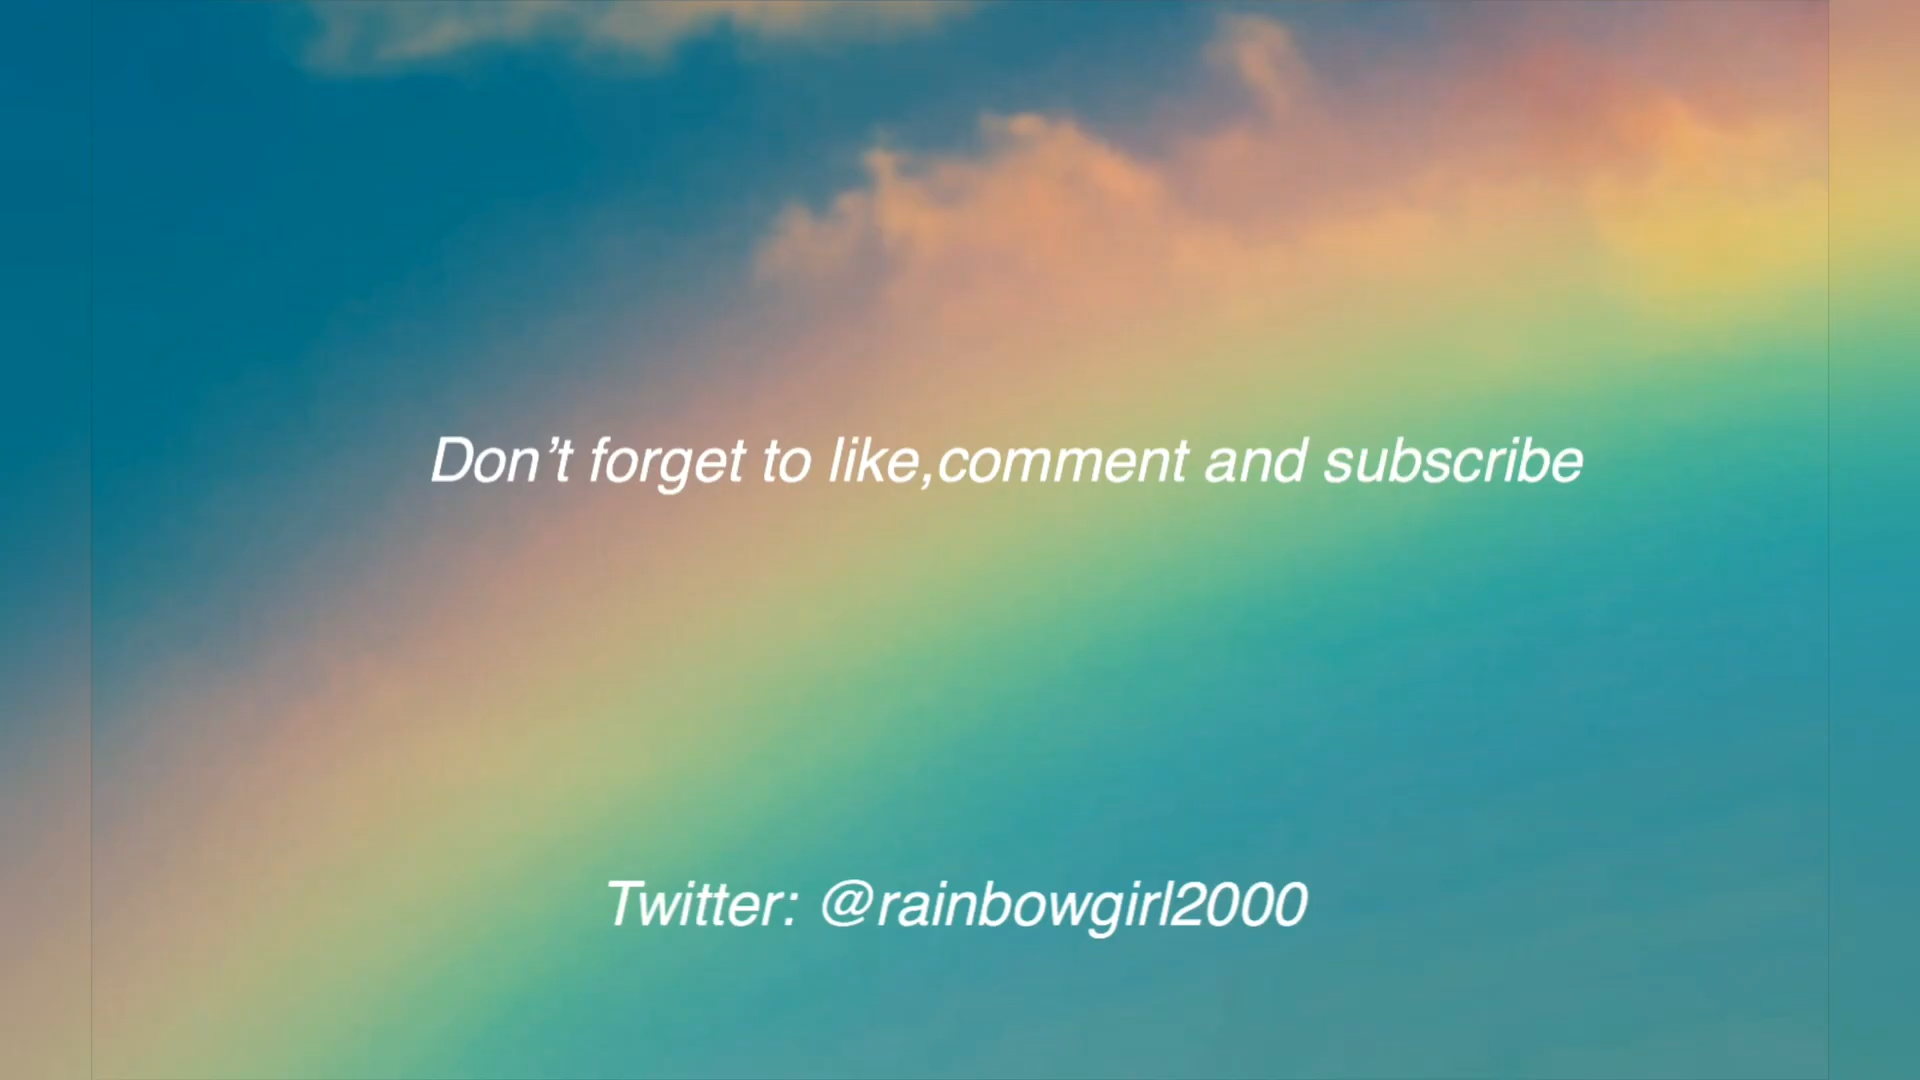 Don’t forget to like,comment and subscribe
Twitter: @rainbowgirl2000